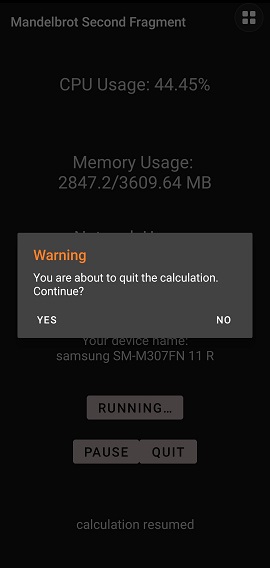 Mandelbrot Second Fragment
CPU Usage: 44.45%
Memory Usage:
2847.2/3609.64 MB
Warning
You are about to quit the calculation.
Continue?
YES NO
Your device name:
samsung SM-M307FN 11 R
RUNNING...
PAUSE QUIT
calculation resumed